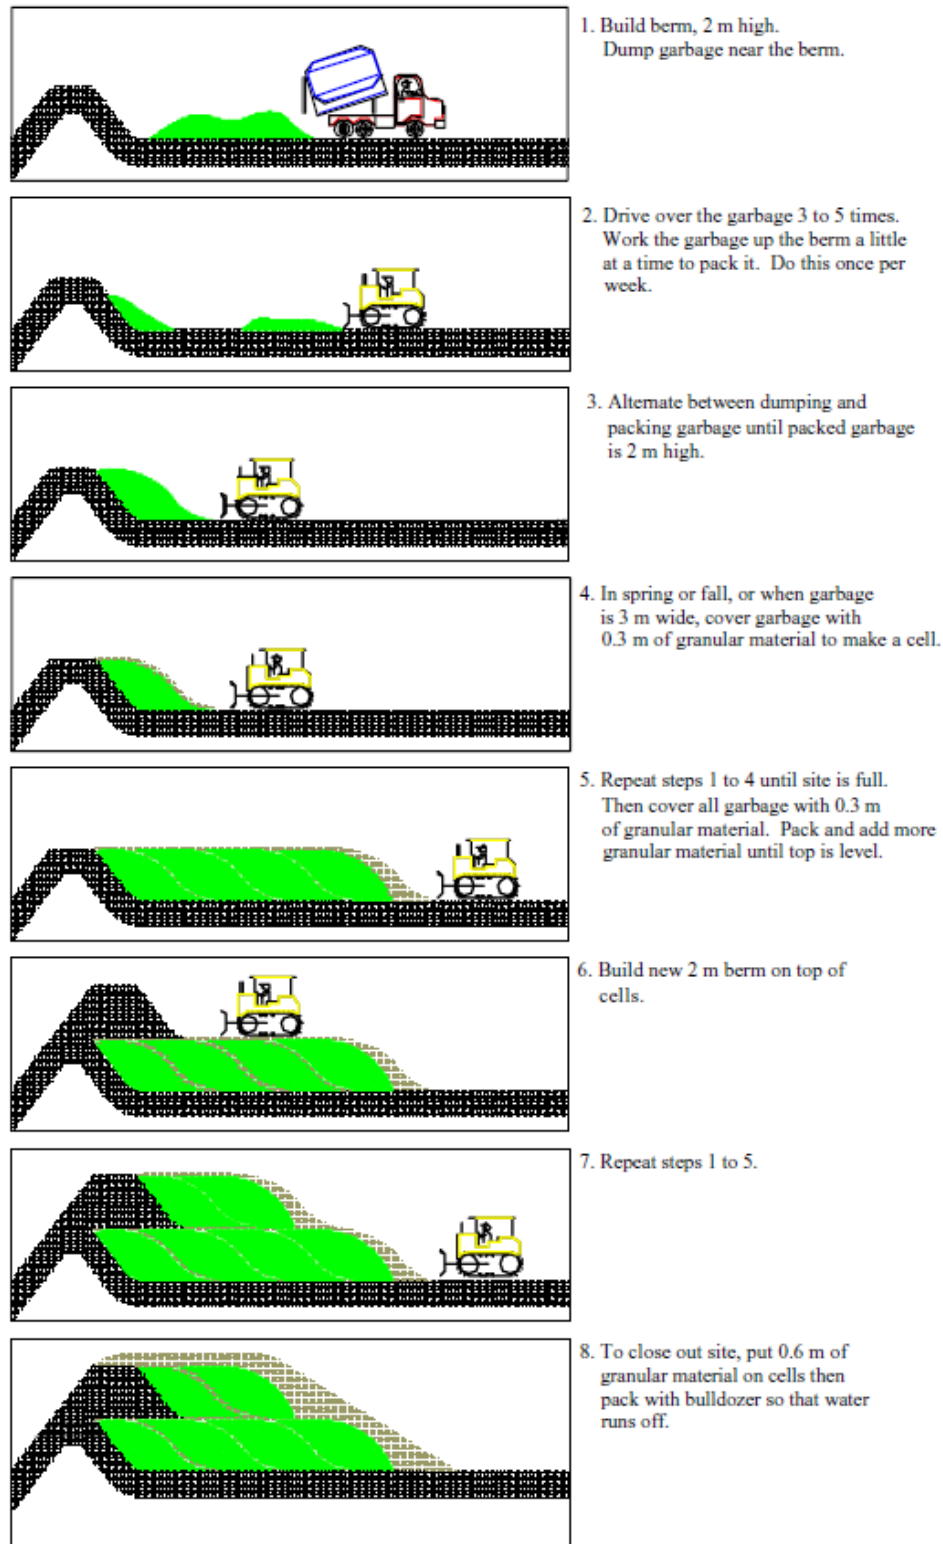 1. Build berm, 2 m high.
Dump garbage near the berm.
2. Drive over the garbage 3 to 5 times.
Work the garbage up the berm a little
at a time to pack it. Do this once per
week.
3. Alternate between dumping and
packing garbage until packed garbage
is 2 m high.
4. In spring or fall, or when garbage
is 3 m wide, cover garbage with
0.3 m of granular material to make a cell.
5. Repeat steps 1 to 4 until site is full.
Then cover all garbage with 0.3 m
of granular material. Pack and add more
granular material until top is level.
6. Build new 2 m berm on top of
cells.
7. Repeat steps 1 to 5.
8. To close out site, put 0.6 m of
granular material on cells then
pack with bulldozer so that water
runs off.